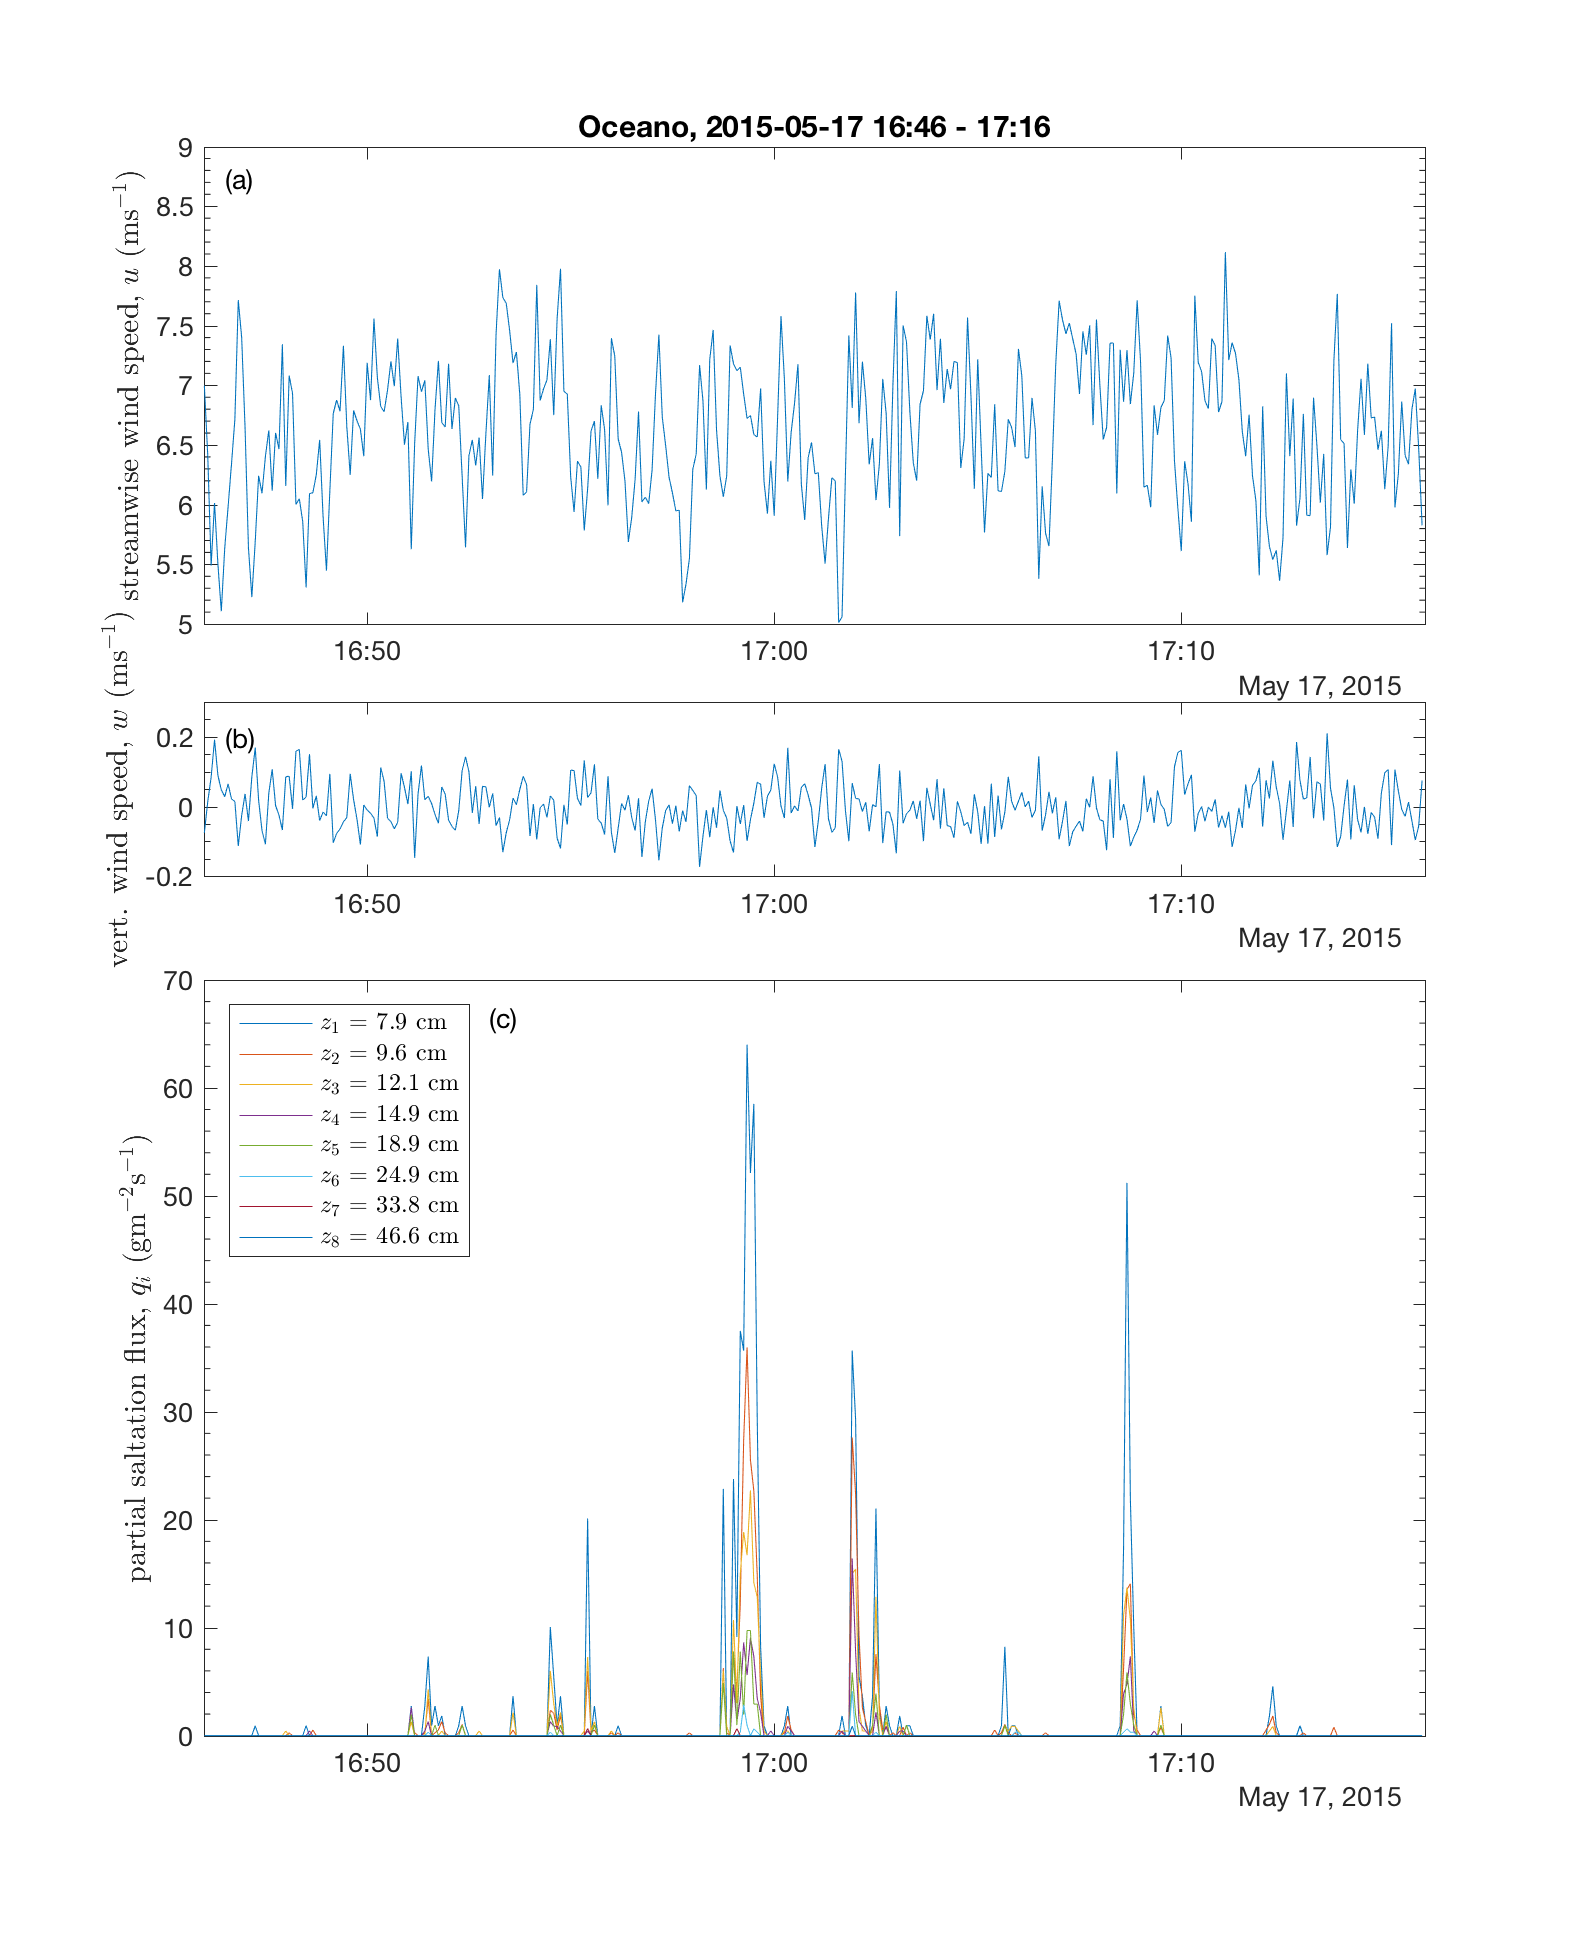 Oceano, 2015-05-17 16:46 - 17:16
(a)
streamwise wind speed, u (ms⁻¹)
9
8.5
8
7.5
7
6.5
6
5.5
5
16:50 17:00 17:10
May 17, 2015
(b)
vert. wind speed, w (ms⁻¹)
0.2
0
-0.2
16:50 17:00 17:10
May 17, 2015
(c)
partial saltation flux, qᵢ (gm⁻²s⁻¹)
70
60
50
40
30
20
10
0
z₁ = 7.9 cm
z₂ = 9.6 cm
z₃ = 12.1 cm
z₄ = 14.9 cm
z₅ = 18.9 cm
z₆ = 24.9 cm
z₇ = 33.8 cm
z₈ = 46.6 cm
16:50 17:00 17:10
May 17, 2015